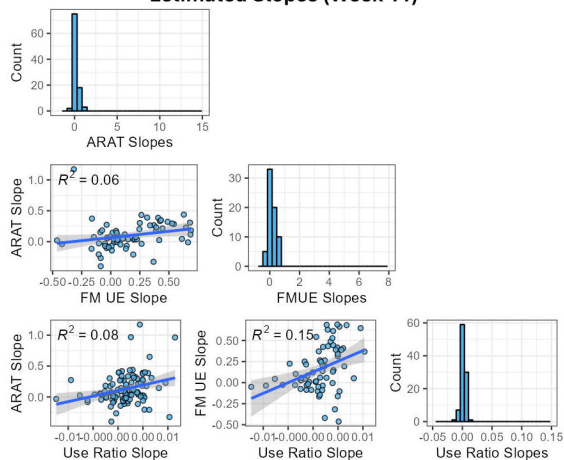 Count
60
40
20
0
0
5
10
15
ARAT Slopes
ARAT Slope
1.0
0.5
0.0
R² = 0.06
-0.50
-0.25
0.00
0.25
0.50
FM UE Slope
Count
30
20
10
0
0
2
4
6
8
FMUE Slopes
ARAT Slope
1.0
0.5
0.0
R² = 0.08
0.01
Use Ratio Slope
FM UE Slope
0.50
0.25
0.00
-0.25
-0.50
R² = 0.15
0.01
Use Ratio Slope
Count
60
40
20
0
-0.05
0.00
0.05
0.10
0.15
Use Ratio Slopes